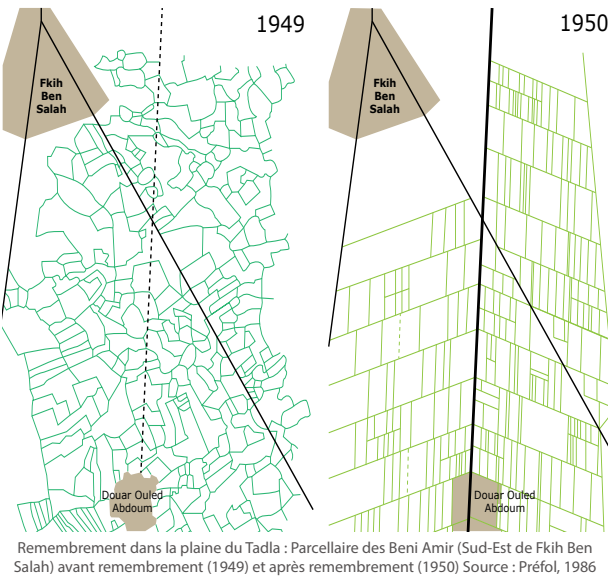 1949
1950
Fkih
Ben
Salah
Fkih
Ben
Salah
Douar Ouled
Abdoum
Douar Ouled
Abdoum
Remembrement dans la plaine du Tadla : Parcellaire des Beni Amir (Sud-Est de Fkih Ben
Salah) avant remembrement (1949) et après remembrement (1950) Source : Préfol, 1986